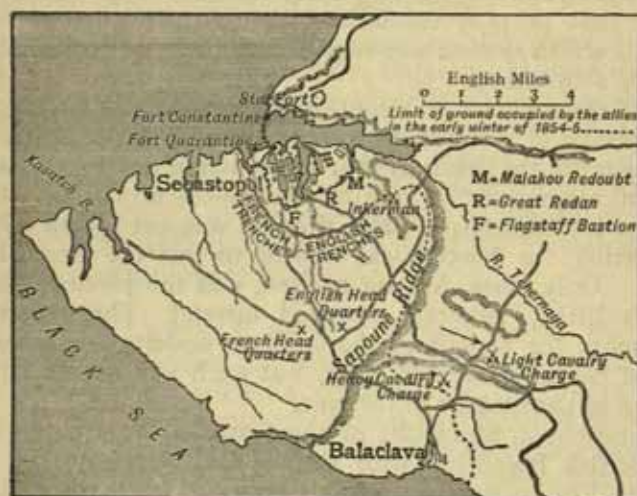 English Miles
0 1 2 3 4
Limit of ground occupied by the allies
in the early winter of 1854-5........
Star Fort
Fort Constantine
Fort Quarantine
Sebastopol
M
R
F
M=Malakov Redoubt
R=Great Redan
F=Flagstaff Bastion
Inkerman
FRENCH
TRENCHES
ENGLISH
TRENCHES
R. Tchernaya
English Head
Quarters
French Head
Quarters
Sapouné Ridge
Light Cavalry
Charge
Heavy Cavalry
Charge
BLACK SEA
Balaclava